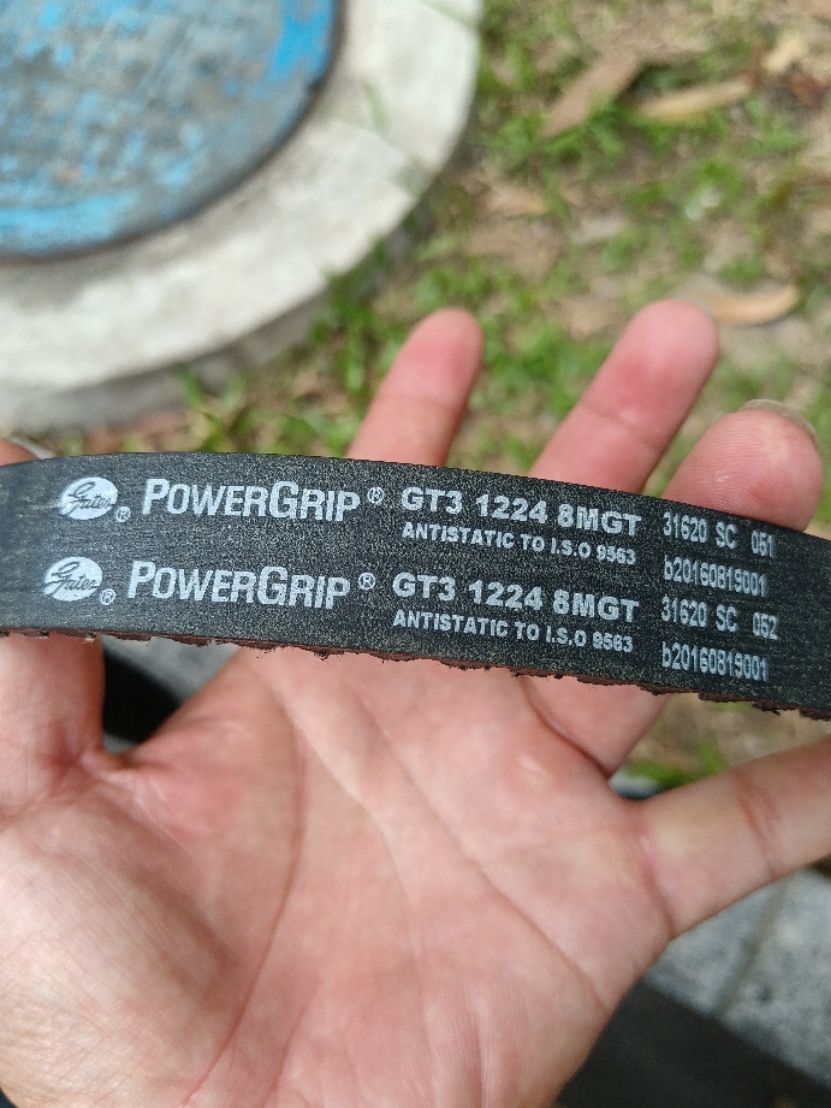 Gates® POWERGRIP® GT3 1224 8MGT 31620 SC 051
ANTISTATIC TO I.S.O 9563 b20160819001
Gates® POWERGRIP® GT3 1224 8MGT 31620 SC 052
ANTISTATIC TO I.S.O 9563 b20160819001